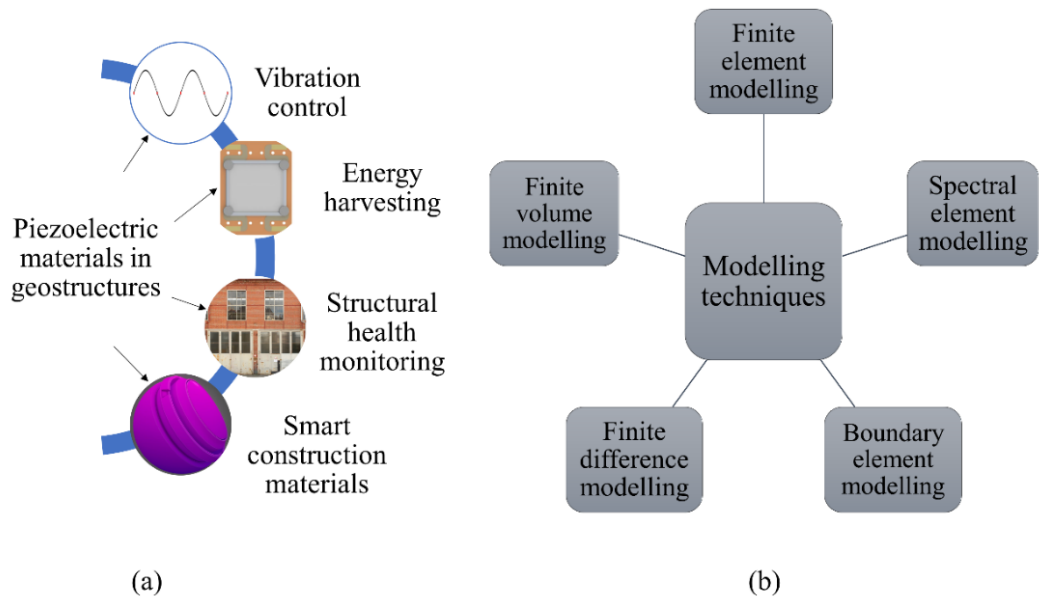 Vibration
control
Energy
harvesting
Piezoelectric
materials in
geostructures
Structural
health
monitoring
Smart
construction
materials
(a)
Finite
element
modelling
Finite
volume
modelling
Spectral
element
modelling
Modelling
techniques
Finite
difference
modelling
Boundary
element
modelling
(b)